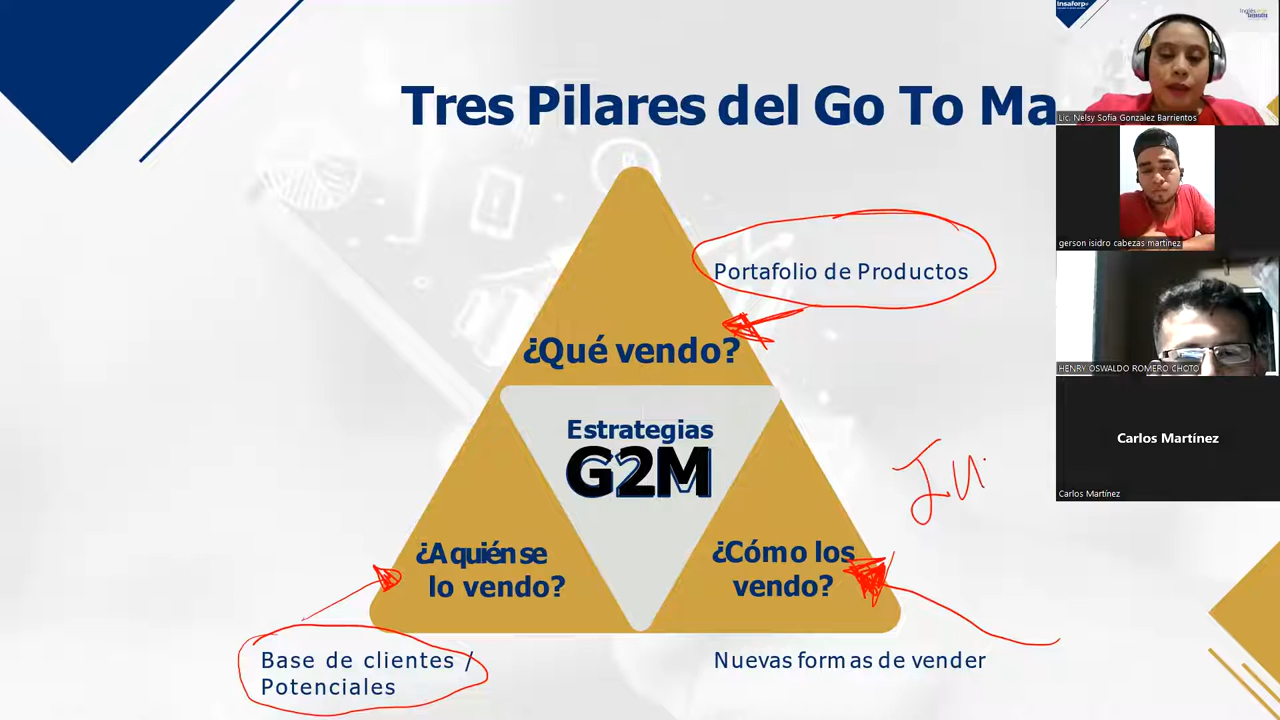 Tres Pilares del Go To Ma
Portafolio de Productos
¿Qué vendo?
Estrategias
G2M
¿A quién se
lo vendo?
¿Cómo los
vendo?
Base de clientes /
Potenciales
Nuevas formas de vender
Insaforp
Lic. Nelsy Sofía Gonzalez Barrientos
gerson isidro cabezas martinez
HENRY OSWALDO ROMERO CHOTO
Carlos Martínez
Carlos Martínez